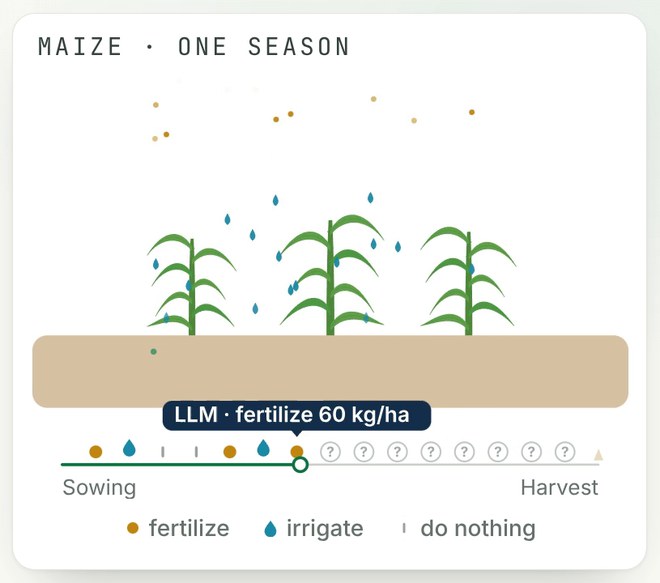 MAIZE · ONE SEASON
LLM · fertilize 60 kg/ha
? ? ? ? ? ? ? ?
Sowing Harvest
fertilize irrigate do nothing